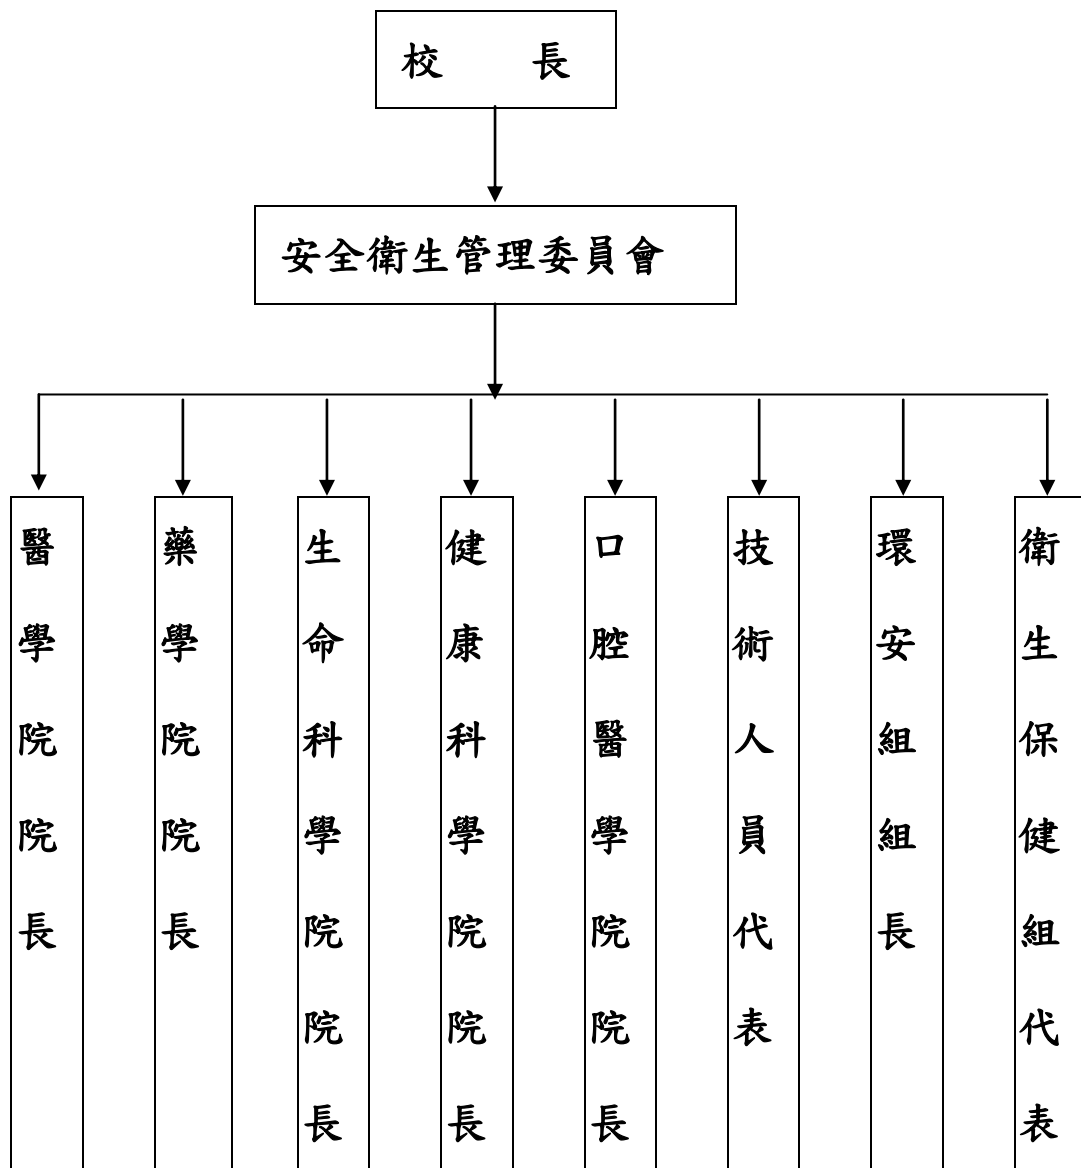 校 長
安全衛生管理委員會
醫學院院長
藥學院院長
生命科學院院長
健康科學院院長
口腔醫學院院長
技術人員代表
環安組組長
衛生保健組代表